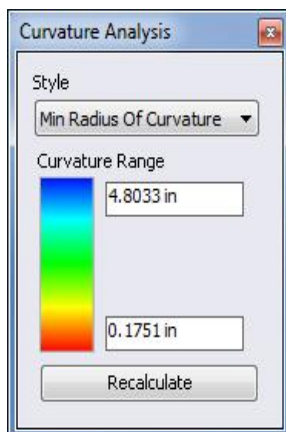 Curvature Analysis
Style
Min Radius Of Curvature
Curvature Range
4.8033 in
0.1751 in
Recalculate